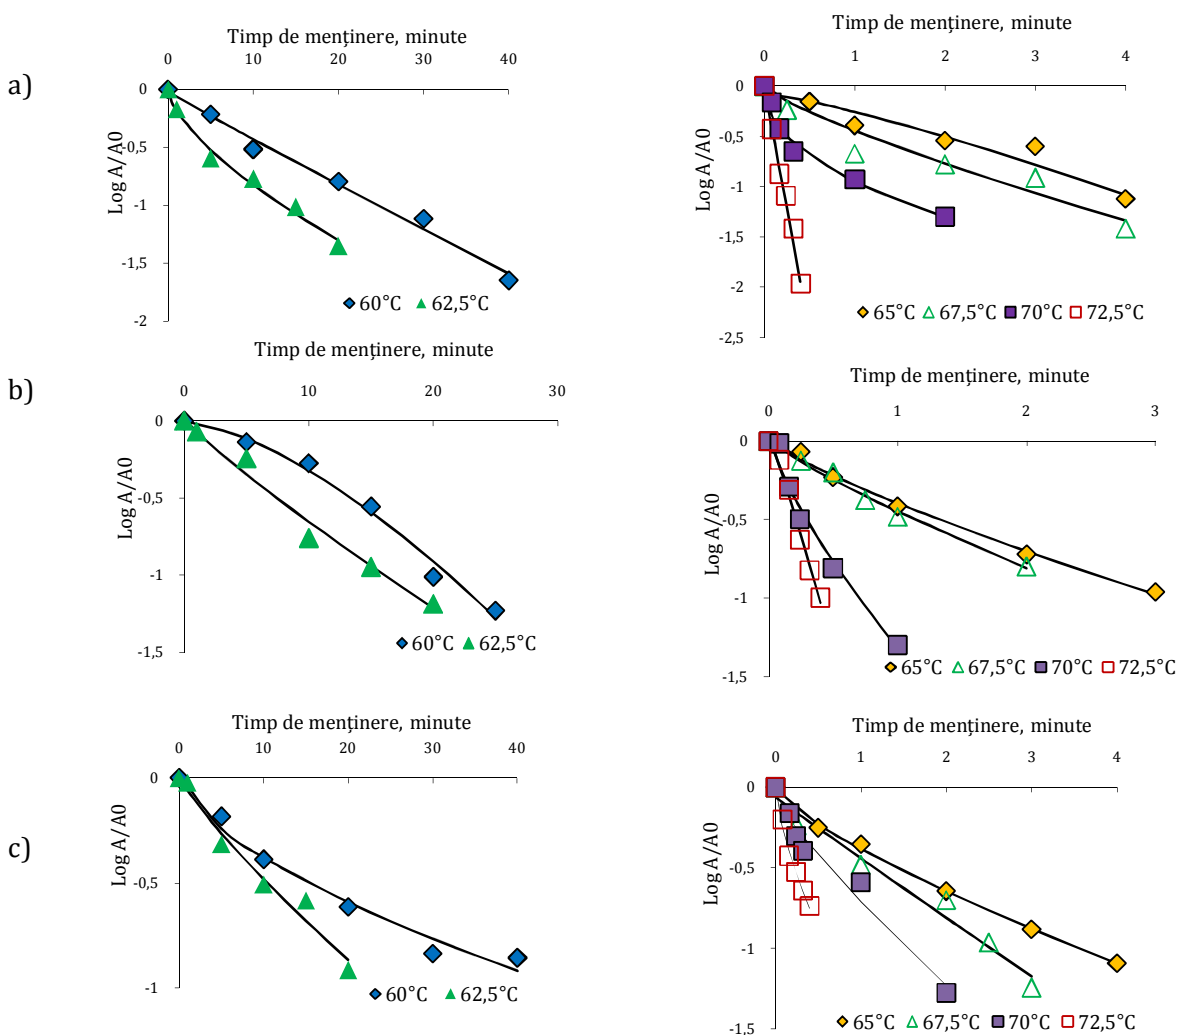 a)
Timp de menținere, minute
0 10 20 30 40
Log A/A0
0
-0,5
-1
-1,5
-2
60°C 62,5°C
Timp de menținere, minute
0 1 2 3 4
Log A/A0
0
-0,5
-1
-1,5
-2
-2,5
65°C 67,5°C 70°C 72,5°C
b)
Timp de menținere, minute
0 10 20 30
Log A/A0
0
-0,5
-1
-1,5
60°C 62,5°C
Timp de menținere, minute
0 1 2 3
Log A/A0
0
-0,5
-1
-1,5
65°C 67,5°C 70°C 72,5°C
c)
Timp de menținere, minute
0 10 20 30 40
Log A/A0
0
-0,5
-1
60°C 62,5°C
Timp de menținere, minute
0 1 2 3 4
Log A/A0
0
-0,5
-1
-1,5
65°C 67,5°C 70°C 72,5°C